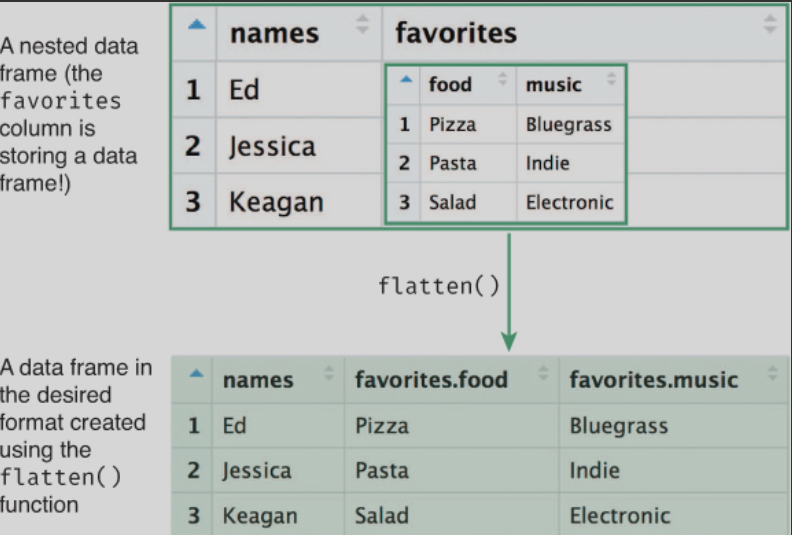 A nested data
frame (the
favorites
column is
storing a data
frame!)
names favorites
1 Ed
2 Jessica
3 Keagan
food music
1 Pizza Bluegrass
2 Pasta Indie
3 Salad Electronic
flatten()
A data frame in
the desired
format created
using the
flatten()
function
names favorites.food favorites.music
1 Ed Pizza Bluegrass
2 Jessica Pasta Indie
3 Keagan Salad Electronic